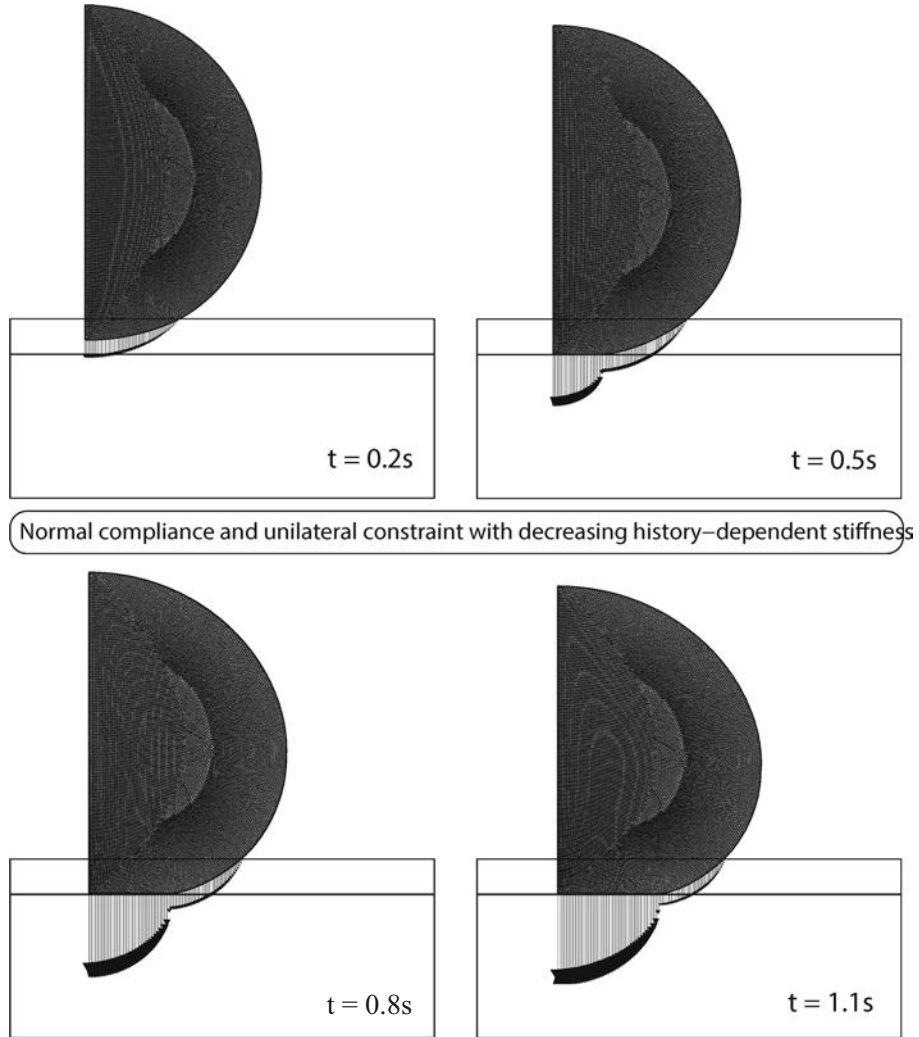 t = 0.2s
t = 0.5s
Normal compliance and unilateral constraint with decreasing history–dependent stiffness
t = 0.8s
t = 1.1s